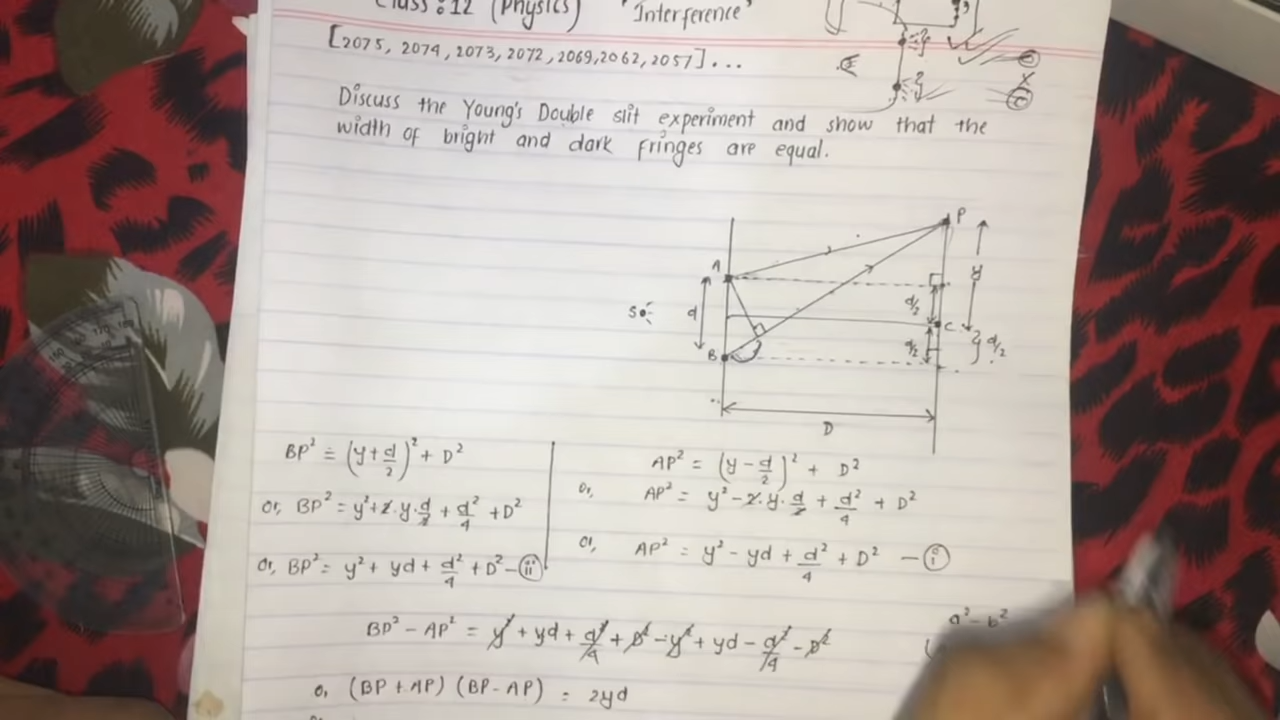 Class: 12 (Physics) 'Interference'
[2075, 2074, 2073, 2072, 2069, 2062, 2057]...
Discuss the Young's Double slit experiment and show that the
width of bright and dark fringes are equal.
P
A
y
S
d
d/2
C
d/2
d/2
B
D
BP² = (y + d/2)² + D²
or, BP² = y² + 2·y·d/2 + d²/4 + D²
or, BP² = y² + yd + d²/4 + D² – (ii)
AP² = (y - d/2)² + D²
or, AP² = y² - 2·y·d/2 + d²/4 + D²
or, AP² = y² - yd + d²/4 + D² – (i)
BP² - AP² = y² + yd + d²/4 + D² - y² + yd - d²/4 - D²
a² - b²
or, (BP + AP) (BP - AP) = 2yd